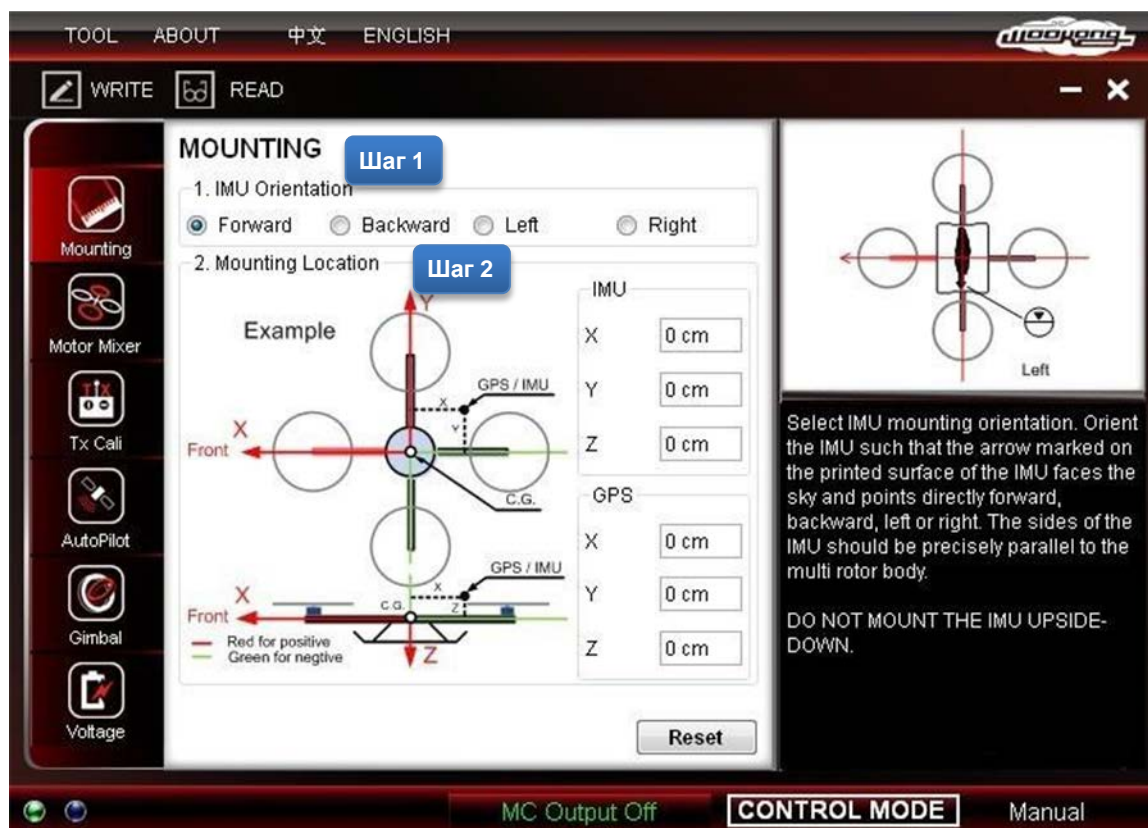 TOOL ABOUT 中文 ENGLISH
WooKong
WRITE READ
MOUNTING
Шаг 1
1. IMU Orientation
Forward Backward Left Right
2. Mounting Location
Шаг 2
Mounting
Motor Mixer
Tx Cali
AutoPilot
Gimbal
Voltage
Example
Y
GPS / IMU
X
Y
X
Front
C.G.
GPS / IMU
X
X
C.G.
Z
Front
Red for positive
Green for negtive
Z
IMU
X 0 cm
Y 0 cm
Z 0 cm
GPS
X 0 cm
Y 0 cm
Z 0 cm
Reset
Left
Select IMU mounting orientation. Orient
the IMU such that the arrow marked on
the printed surface of the IMU faces the
sky and points directly forward,
backward, left or right. The sides of the
IMU should be precisely parallel to the
multi rotor body.
DO NOT MOUNT THE IMU UPSIDE-
DOWN.
MC Output Off CONTROL MODE Manual